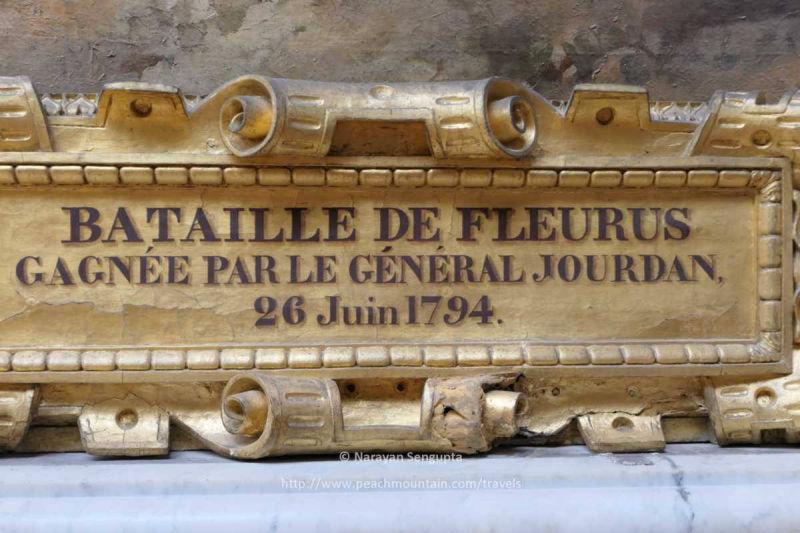 BATAILLE DE FLEURUS
GAGNÉE PAR LE GÉNÉRAL JOURDAN,
26 Juin 1794.
© Narayan Sengupta
http://www.peachmountain.com/travels